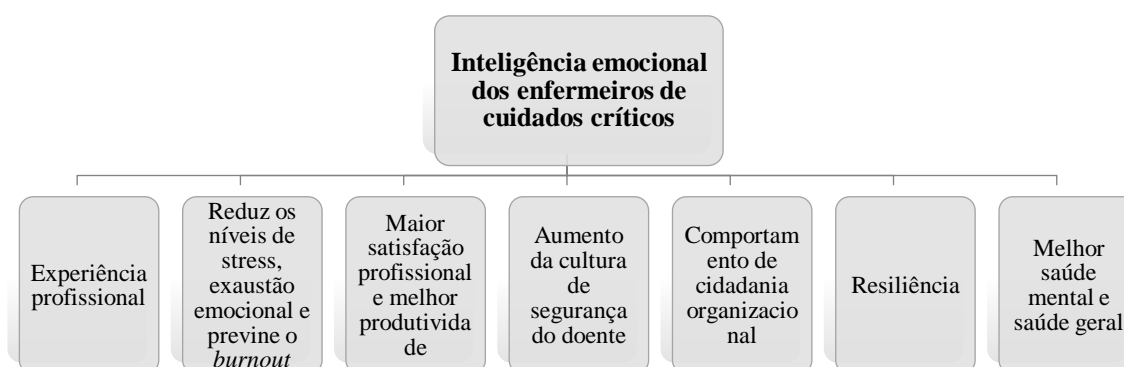 Inteligência emocional
dos enfermeiros de
cuidados críticos
Experiência
profissional
Reduz os
níveis de
stress,
exaustão
emocional e
previne o
burnout
Maior
satisfação
profissional
e melhor
produtivida
de
Aumento
da cultura
de
segurança
do doente
Comportam
ento de
cidadania
organizacio
nal
Resiliência
Melhor
saúde
mental e
saúde geral